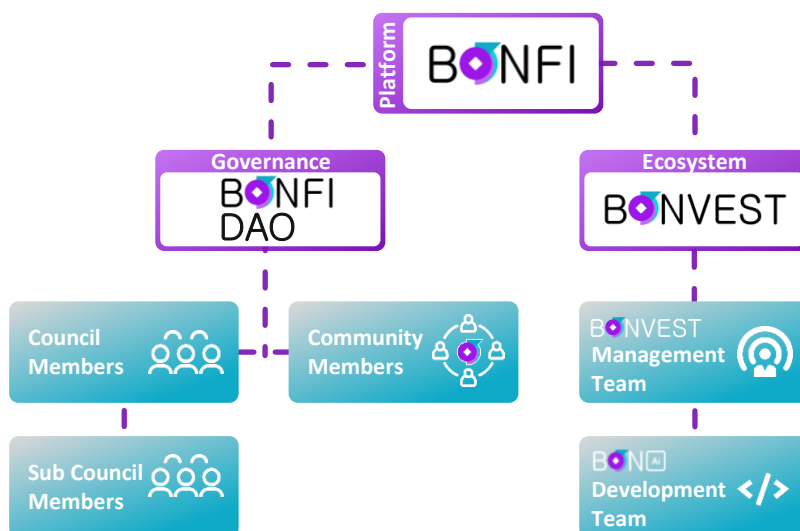 Platform
BONFI
Governance
BONFI
DAO
Ecosystem
BONVEST
Council
Members
Community
Members
BONVEST
Management
Team
Sub Council
Members
BON Ai
Development
Team
</>